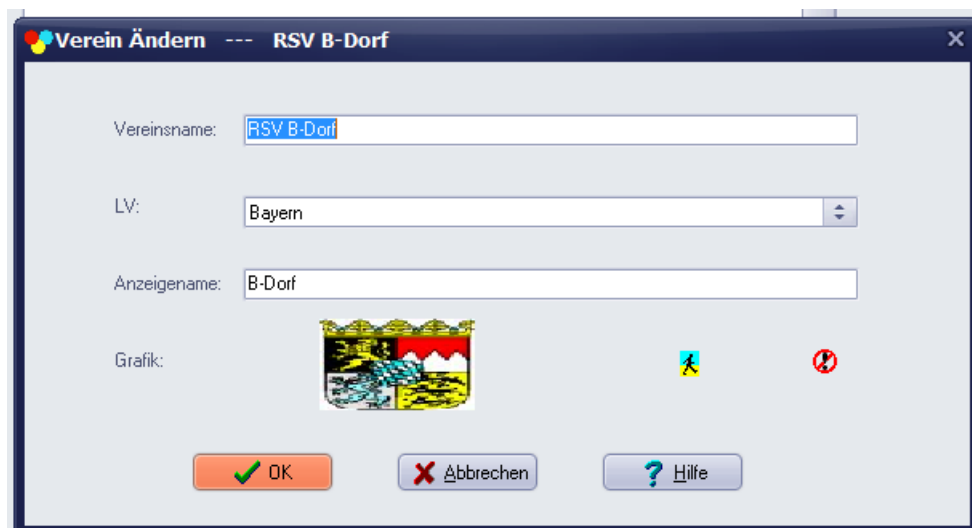 Verein Ändern --- RSV B-Dorf
Vereinsname: RSV B-Dorf
LV: Bayern
Anzeigename: B-Dorf
Grafik:
OK Abbrechen Hilfe